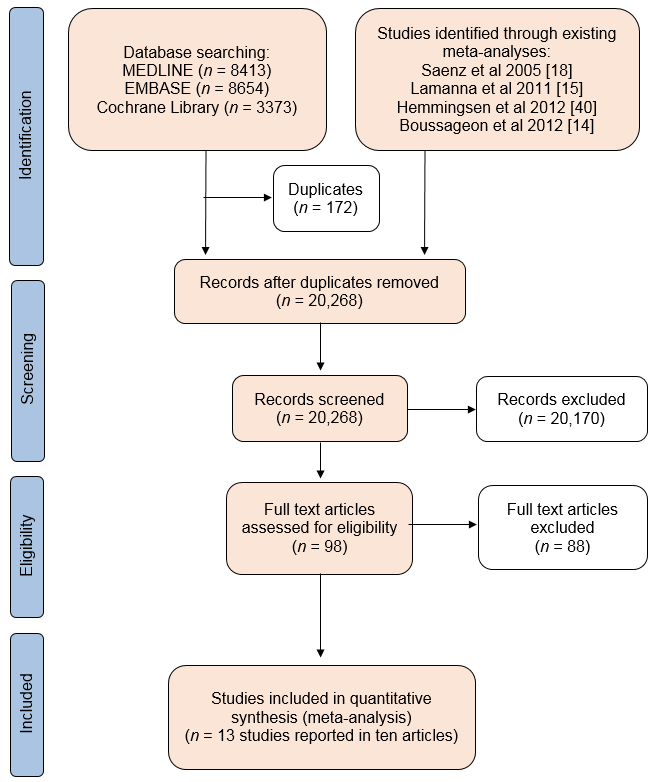 Identification
Database searching:
MEDLINE (n = 8413)
EMBASE (n = 8654)
Cochrane Library (n = 3373)
Studies identified through existing
meta-analyses:
Saenz et al 2005 [18]
Lamanna et al 2011 [15]
Hemmingsen et al 2012 [40]
Boussageon et al 2012 [14]
Duplicates
(n = 172)
Records after duplicates removed
(n = 20,268)
Screening
Records screened
(n = 20,268)
Records excluded
(n = 20,170)
Eligibility
Full text articles
assessed for eligibility
(n = 98)
Full text articles
excluded
(n = 88)
Included
Studies included in quantitative
synthesis (meta-analysis)
(n = 13 studies reported in ten articles)